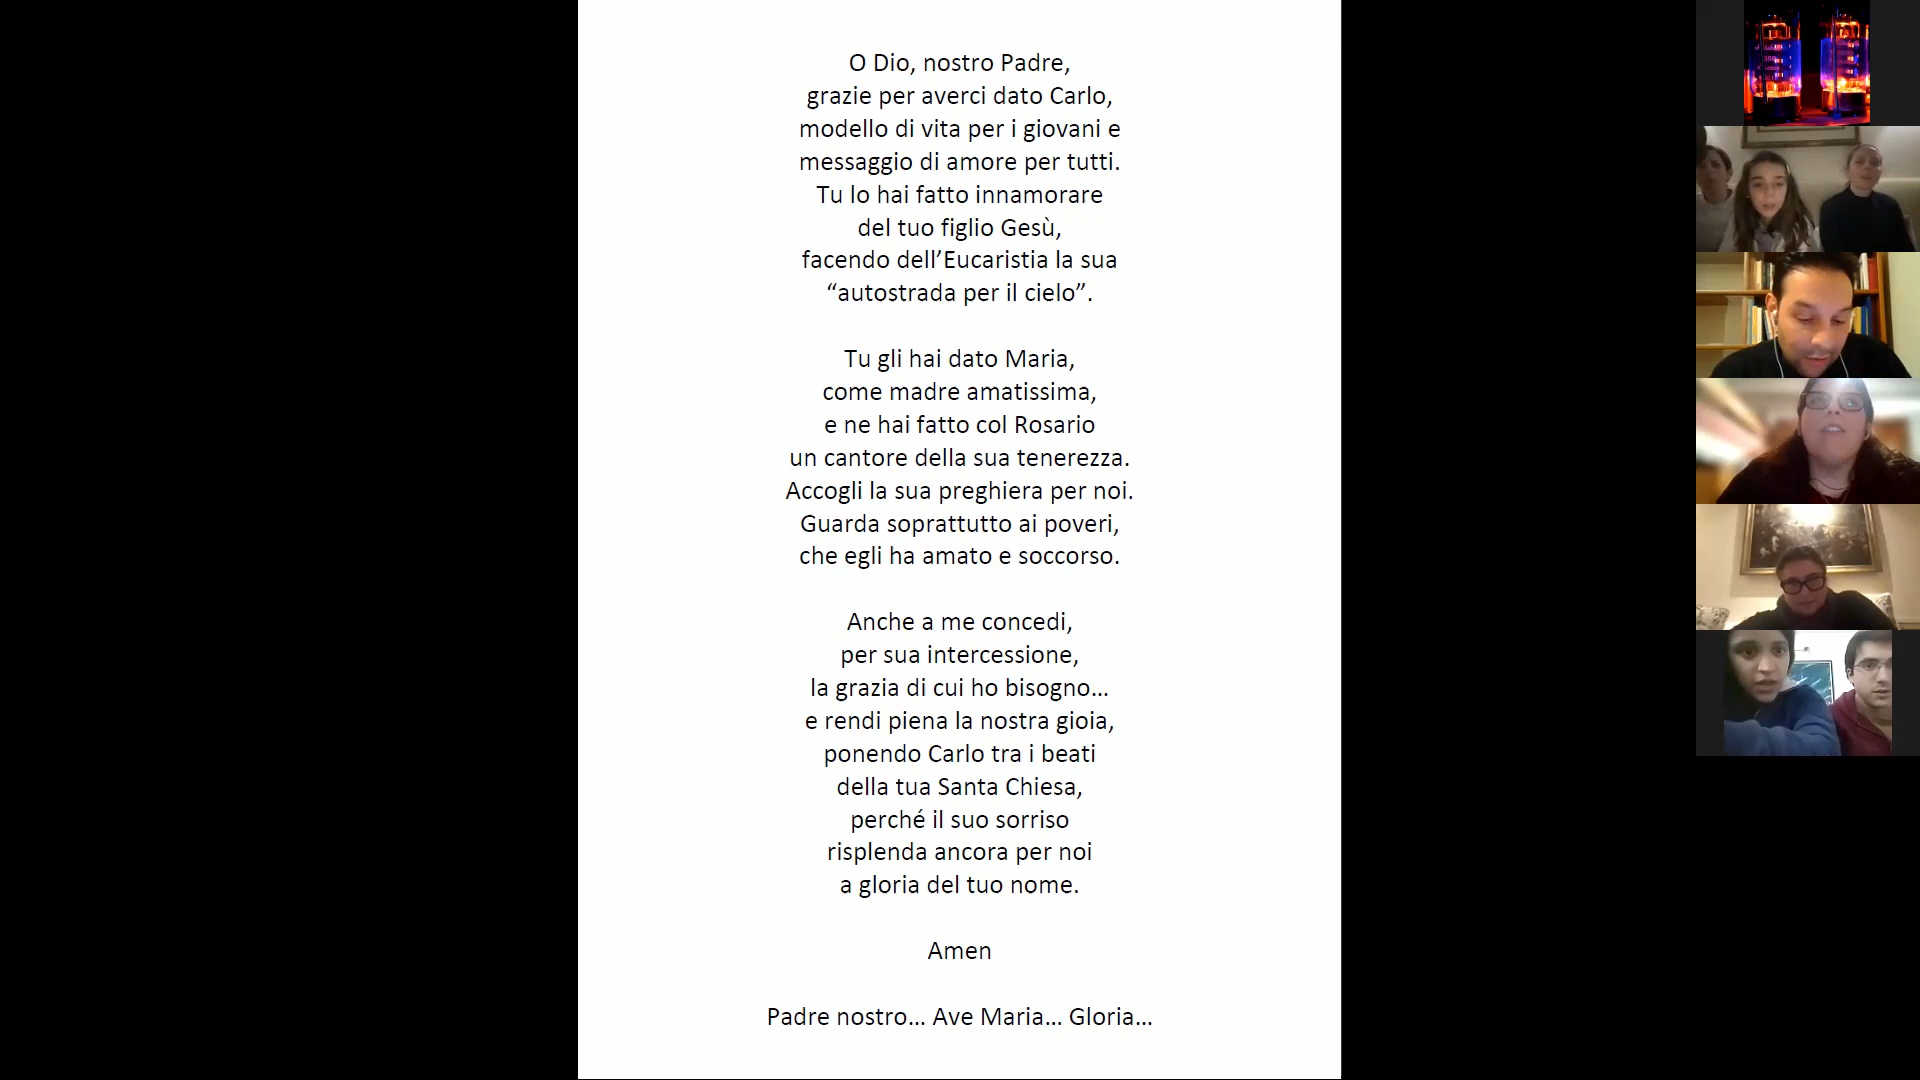 O Dio, nostro Padre,
grazie per averci dato Carlo,
modello di vita per i giovani e
messaggio di amore per tutti.
Tu lo hai fatto innamorare
del tuo figlio Gesù,
facendo dell’Eucaristia la sua
“autostrada per il cielo”.
Tu gli hai dato Maria,
come madre amatissima,
e ne hai fatto col Rosario
un cantore della sua tenerezza.
Accogli la sua preghiera per noi.
Guarda soprattutto ai poveri,
che egli ha amato e soccorso.
Anche a me concedi,
per sua intercessione,
la grazia di cui ho bisogno…
e rendi piena la nostra gioia,
ponendo Carlo tra i beati
della tua Santa Chiesa,
perché il suo sorriso
risplenda ancora per noi
a gloria del tuo nome.
Amen
Padre nostro… Ave Maria… Gloria…